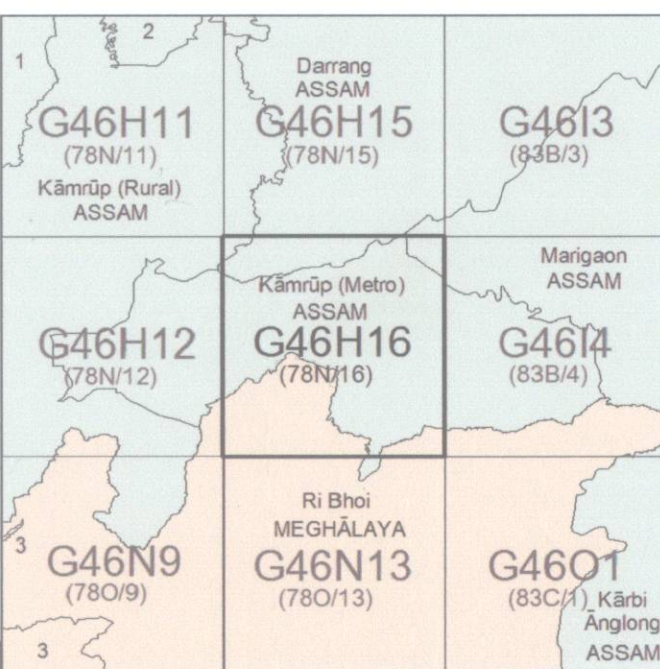 1
2
Darrang
ASSAM
G46H11
(78N/11)
G46H15
(78N/15)
G46I3
(83B/3)
Kāmrūp (Rural)
ASSAM
Kāmrūp (Metro)
ASSAM
Marigaon
ASSAM
G46H12
(78N/12)
G46H16
(78N/16)
G46I4
(83B/4)
Ri Bhoi
MEGHĀLAYA
3
G46N9
(78O/9)
G46N13
(78O/13)
G46O1
(83C/1)
Kārbi
Ānglong
ASSAM
3